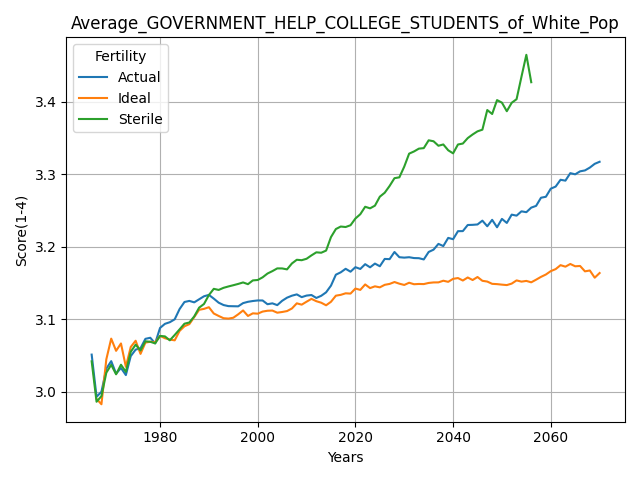 Average_GOVERNMENT_HELP_COLLEGE_STUDENTS_of_White_Pop
Fertility
Actual
Ideal
Sterile
Score(1-4)
3.4
3.3
3.2
3.1
3.0
1980 2000 2020 2040 2060
Years